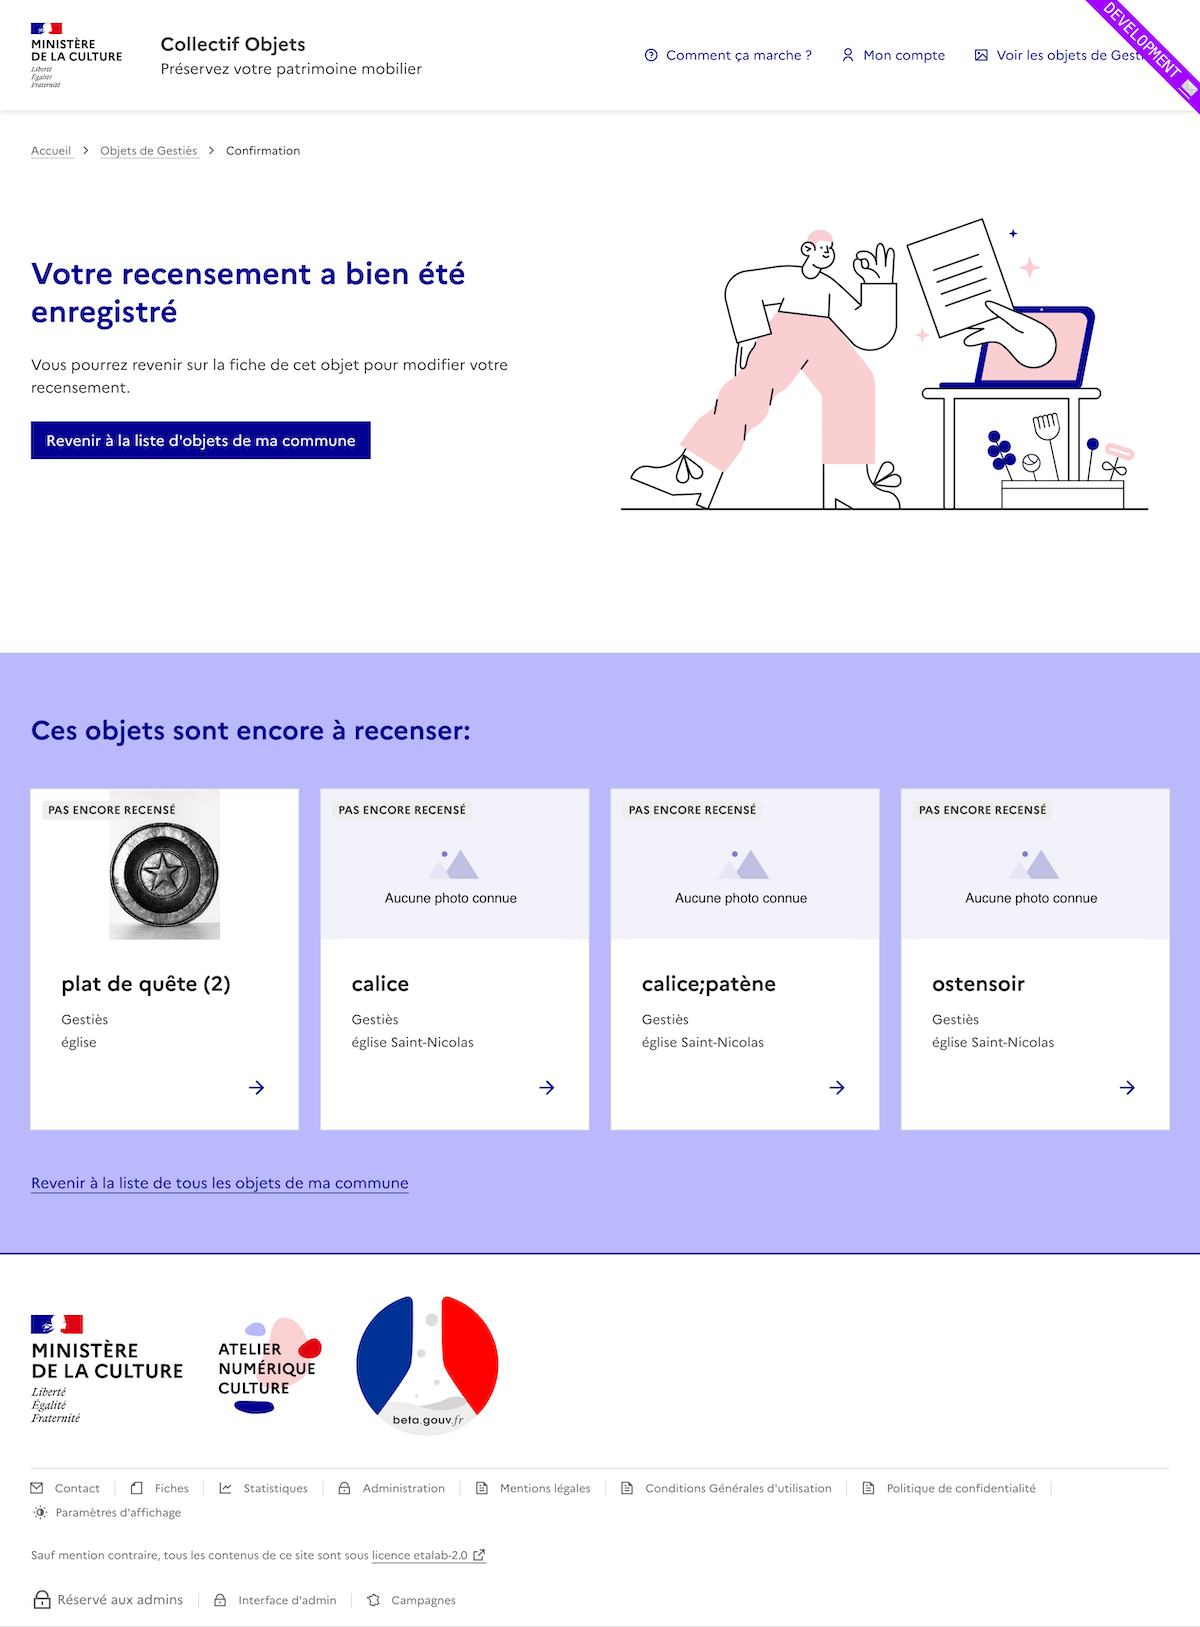 MINISTÈRE
DE LA CULTURE
Liberté
Égalité
Fraternité
Collectif Objets
Préservez votre patrimoine mobilier
Comment ça marche ?
Mon compte
Voir les objets de Gesti
DEVELOPMENT
Accueil
Objets de Gestiès
Confirmation
Votre recensement a bien été
enregistré
Vous pourrez revenir sur la fiche de cet objet pour modifier votre
recensement.
Revenir à la liste d'objets de ma commune
Ces objets sont encore à recenser:
PAS ENCORE RECENSÉ
plat de quête (2)
Gestiès
église
PAS ENCORE RECENSÉ
Aucune photo connue
calice
Gestiès
église Saint-Nicolas
PAS ENCORE RECENSÉ
Aucune photo connue
calice;patène
Gestiès
église Saint-Nicolas
PAS ENCORE RECENSÉ
Aucune photo connue
ostensoir
Gestiès
église Saint-Nicolas
Revenir à la liste de tous les objets de ma commune
MINISTÈRE
DE LA CULTURE
Liberté
Égalité
Fraternité
ATELIER
NUMÉRIQUE
CULTURE
beta.gouv.fr
Contact
Fiches
Statistiques
Administration
Mentions légales
Conditions Générales d'utilisation
Politique de confidentialité
Paramètres d'affichage
Sauf mention contraire, tous les contenus de ce site sont sous licence etalab-2.0
Réservé aux admins
Interface d'admin
Campagnes